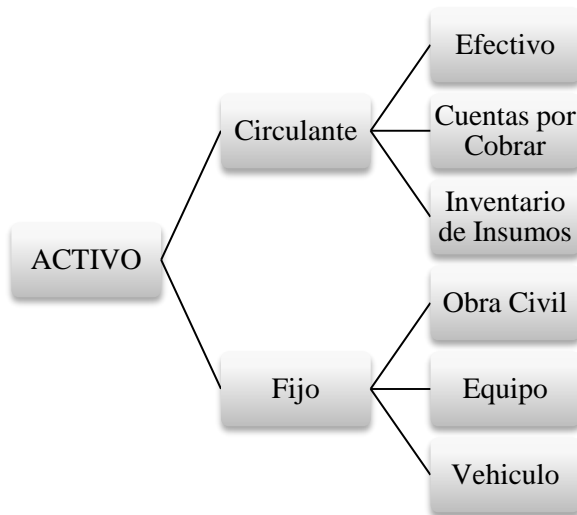 ACTIVO
Circulante
Efectivo
Cuentas por
Cobrar
Inventario
de Insumos
Fijo
Obra Civil
Equipo
Vehiculo